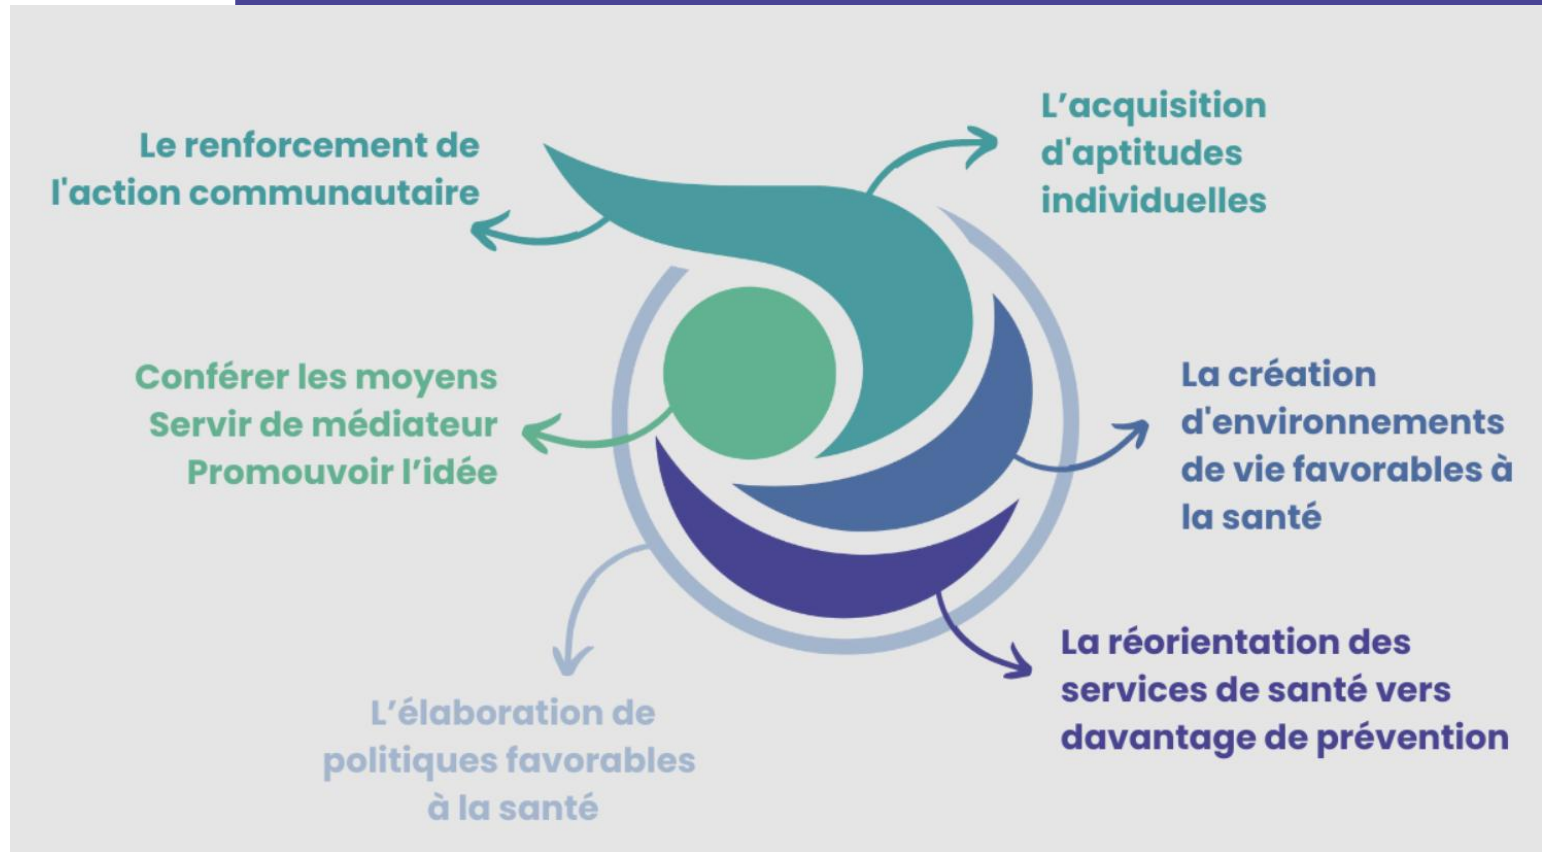 Le renforcement de
l'action communautaire
L’acquisition
d'aptitudes
individuelles
Conférer les moyens
Servir de médiateur
Promouvoir l’idée
La création
d'environnements
de vie favorables à
la santé
L’élaboration de
politiques favorables
à la santé
La réorientation des
services de santé vers
davantage de prévention